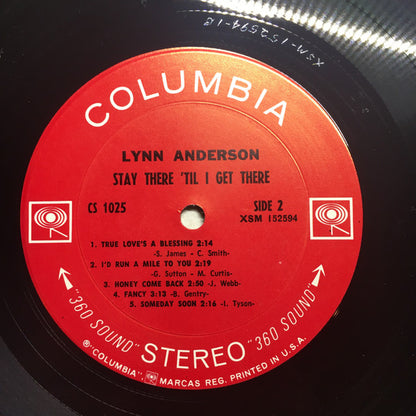 XSM-152594-1B
COLUMBIA
LYNN ANDERSON
STAY THERE 'TIL I GET THERE
CS 1025
SIDE 2
XSM 152594
1. TRUE LOVE'S A BLESSING 2:14
-S. James - C. Smith-
2. I'D RUN A MILE TO YOU 2:19
-G. Sutton - M. Curtis-
3. HONEY COME BACK 2:50 -J. Webb-
4. FANCY 3:13 -B. Gentry-
5. SOMEDAY SOON 2:16 -I. Tyson-
"360 SOUND" STEREO "360 SOUND"
® "COLUMBIA", MARCAS REG. PRINTED IN U.S.A.